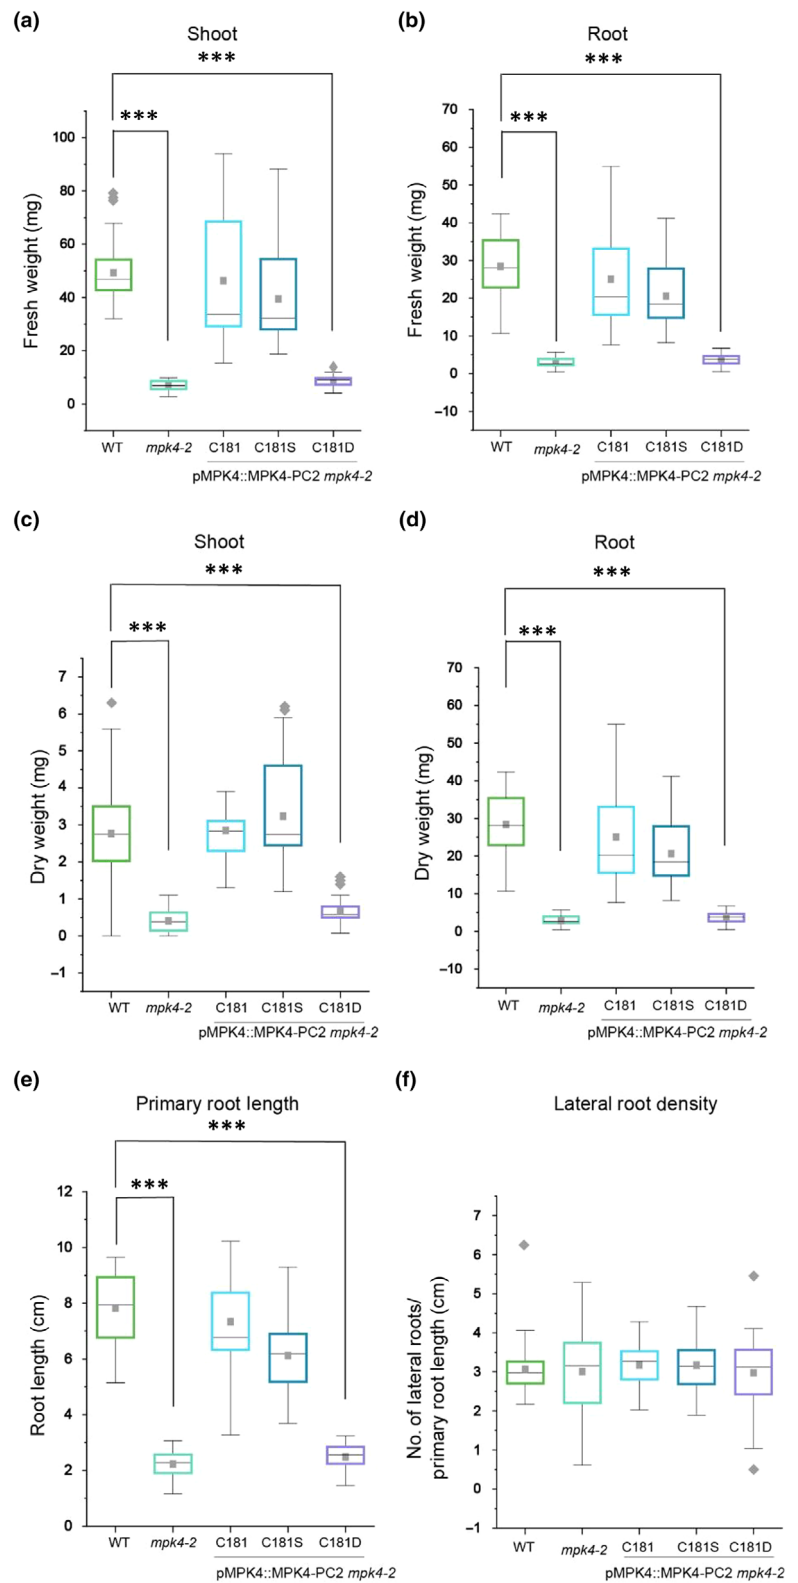 (a)
Shoot
***
***
Fresh weight (mg)
100
80
60
40
20
0
WT mpk4-2 C181 C181S C181D
pMPK4::MPK4-PC2 mpk4-2
(b)
Root
***
***
Fresh weight (mg)
70
60
50
40
30
20
10
0
–10
WT mpk4-2 C181 C181S C181D
pMPK4::MPK4-PC2 mpk4-2
(c)
Shoot
***
***
Dry weight (mg)
7
6
5
4
3
2
1
0
–1
WT mpk4-2 C181 C181S C181D
pMPK4::MPK4-PC2 mpk4-2
(d)
Root
***
***
Dry weight (mg)
70
60
50
40
30
20
10
0
–10
WT mpk4-2 C181 C181S C181D
pMPK4::MPK4-PC2 mpk4-2
(e)
Primary root length
***
***
Root length (cm)
12
10
8
6
4
2
0
WT mpk4-2 C181 C181S C181D
pMPK4::MPK4-PC2 mpk4-2
(f)
Lateral root density
No. of lateral roots/
primary root length (cm)
7
6
5
4
3
2
1
0
–1
WT mpk4-2 C181 C181S C181D
pMPK4::MPK4-PC2 mpk4-2